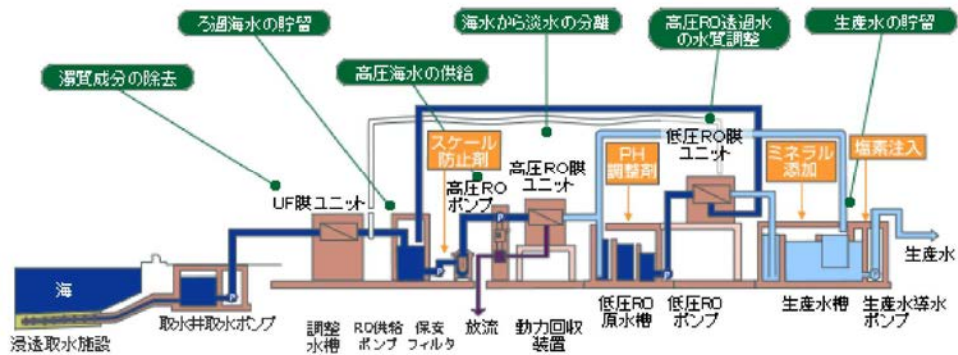 ろ過海水の貯留
海水から淡水の分離
高圧RO透過水
の水質調整
生産水の貯留
濁質成分の除去
高圧海水の供給
スケール
防止剤
低圧RO膜
ユニット
高圧RO膜
ユニット
PH
調整剤
ミネラル
添加
塩素注入
高圧RO
ポンプ
UF膜ユニット
P
P
P
P
P
生産水
海
取水井取水ポンプ
浸透取水施設
調整
水槽
RO供給
ポンプ
保安
フィルタ
放流
動力回収
装置
低圧RO
原水槽
低圧RO
ポンプ
生産水槽
生産水導水
ポンプ